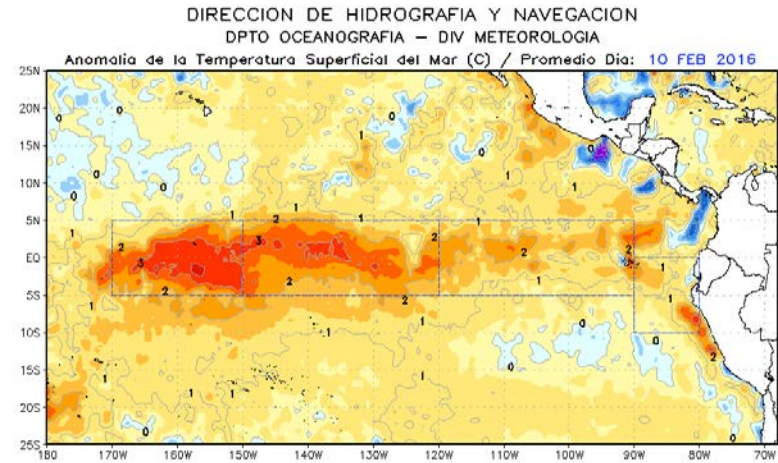 DIRECCION DE HIDROGRAFIA Y NAVEGACION
DPTO OCEANOGRAFIA – DIV METEOROLOGIA
Anomalia de la Temperatura Superficial del Mar (C) / Promedio Dia: 10 FEB 2016
25N
20N
15N
10N
5N
EQ
5S
10S
15S
20S
25S
180 170W 160W 150W 140W 130W 120W 110W 100W 90W 80W 70W